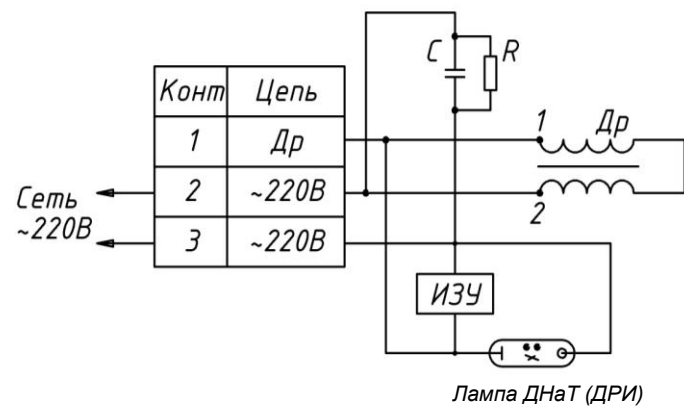 C R
Конт Цепь
1 Др
2 ~220В
3 ~220В
Сеть
~220В
1 Др
2
ИЗУ
Лампа ДНаТ (ДРИ)